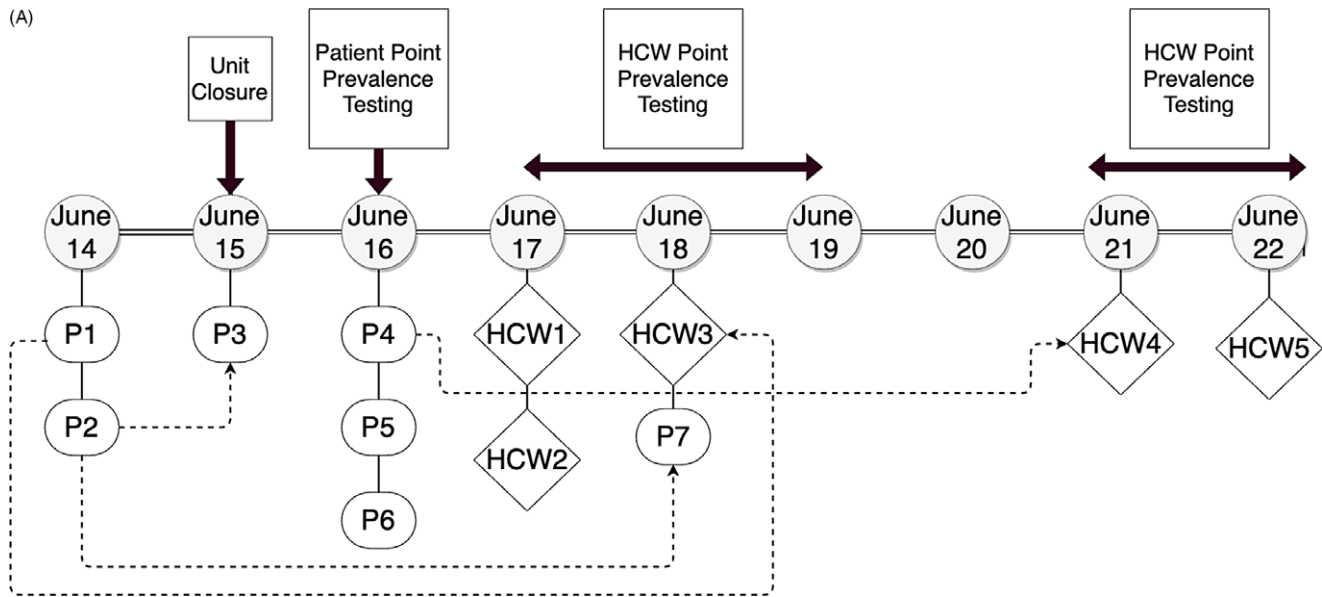 (A)
Unit
Closure
Patient Point
Prevalence
Testing
HCW Point
Prevalence
Testing
HCW Point
Prevalence
Testing
June
14
June
15
June
16
June
17
June
18
June
19
June
20
June
21
June
22
P1
P3
P4
HCW1
HCW3
HCW4
HCW5
P2
P5
HCW2
P7
P6